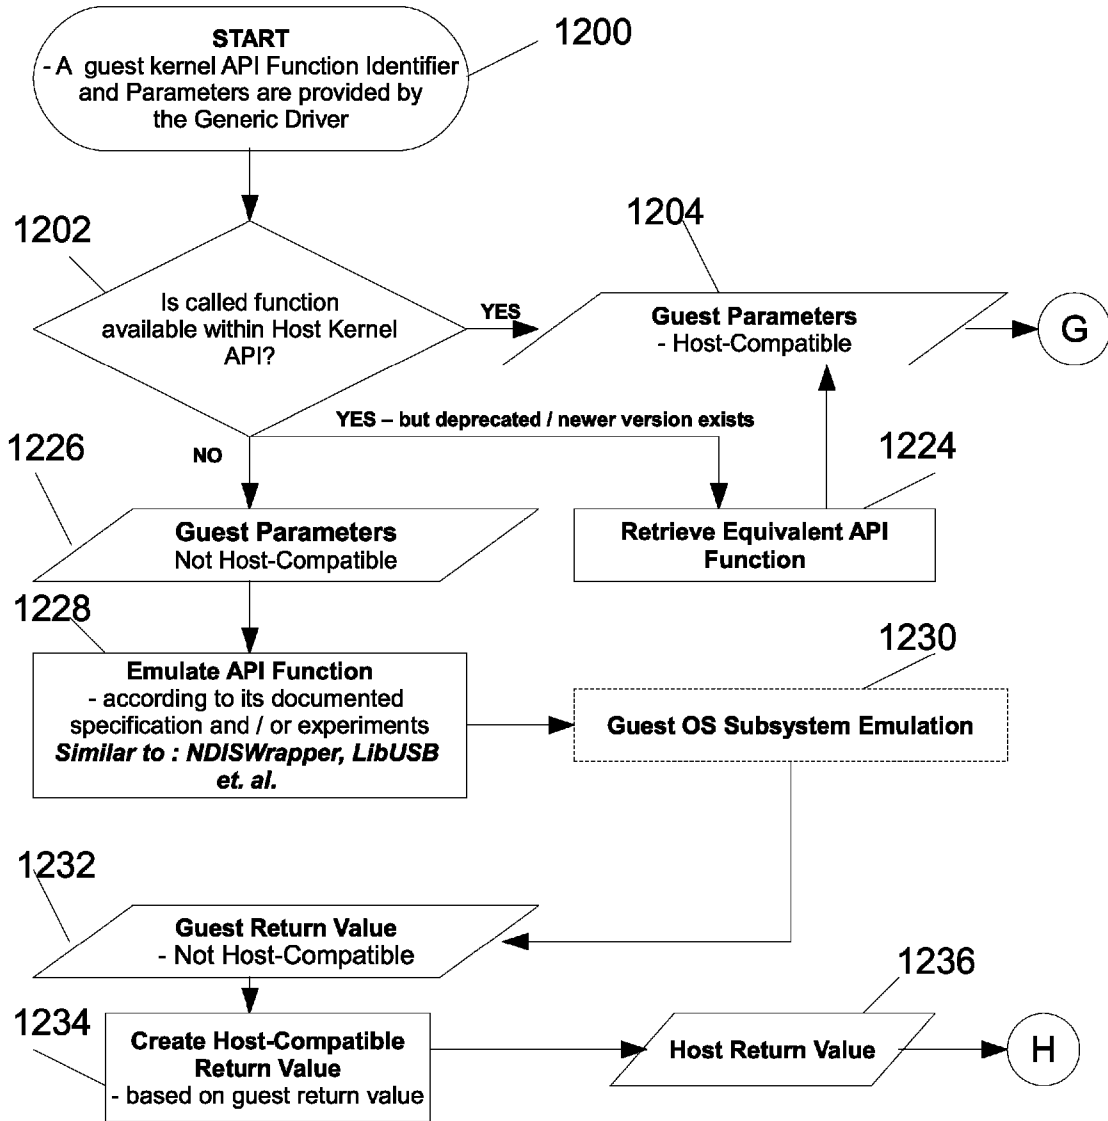 START
- A guest kernel API Function Identifier
and Parameters are provided by
the Generic Driver
1200
1202
1204
Is called function
available within Host Kernel
API?
YES
Guest Parameters
- Host-Compatible
G
YES – but deprecated / newer version exists
NO
1226
1224
Guest Parameters
Not Host-Compatible
Retrieve Equivalent API
Function
1228
1230
Emulate API Function
- according to its documented
specification and / or experiments
Similar to : NDISWrapper, LibUSB
et. al.
Guest OS Subsystem Emulation
1232
Guest Return Value
- Not Host-Compatible
1236
1234
Create Host-Compatible
Return Value
- based on guest return value
Host Return Value
H